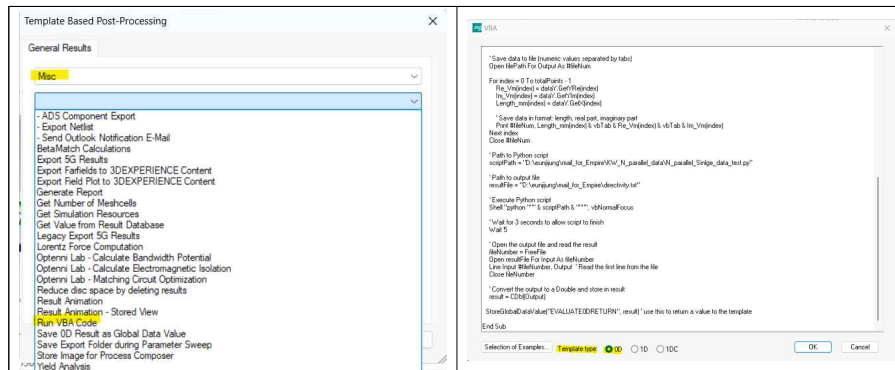 Template Based Post-Processing
General Results
Misc
- ADS Component Export
- Export Netlist
- Send Outlook Notification E-Mail
BetaMatch Calculations
Export 5G Results
Export Farfields to 3DEXPERIENCE Content
Export Field Plot to 3DEXPERIENCE Content
Generate Report
Get Number of Meshcells
Get Simulation Resources
Get Value from Result Database
Legacy Export 5G Results
Lorentz Force Computation
Optenni Lab - Calculate Bandwidth Potential
Optenni Lab - Calculate Electromagnetic Isolation
Optenni Lab - Matching Circuit Optimization
Reduce disc space by deleting results
Result Animation
Result Animation - Stored View
Run VBA Code
Save 0D Result as Global Data Value
Save Export Folder during Parameter Sweep
Store Image for Process Composer
Yield Analysis
VBA
' Save data to file (numeric values separated by tabs)
Open filePath For Output As #fileNum
For index = 0 To totalPoints - 1
Re_Vm(index) = dataY.GetYRe(index)
Im_Vm(index) = dataY.GetYIm(index)
Length_mm(index) = dataY.GetX(index)
' Save data in format: length, real part, imaginary part
Print #fileNum, Length_mm(index) & vbTab & Re_Vm(index) & vbTab & Im_Vm(index)
Next index
Close #fileNum
' Path to Python script
scriptPath = "D:\eunjijung\mail_for_Empire\KW_N_parallel_data\N_parallel_Sinlge_data_test.py"
' Path to output file
resultFile = "D:\eunjijung\mail_for_Empire\directivity.txt"
' Execute Python script
Shell "python """ & scriptPath & """", vbNormalFocus
' Wait for 3 seconds to allow script to finish
Wait 5
' Open the output file and read the result
fileNumber = FreeFile
Open resultFile For Input As fileNumber
Line Input #fileNumber, Output ' Read the first line from the file
Close fileNumber
' Convert the output to a Double and store in result
result = CDbl(Output)
StoreGlobalDataValue("EVALUATE0DRETURN", result) ' use this to return a value to the template
End Sub
Selection of Examples... Template type: 0D 1D 1DC OK Cancel